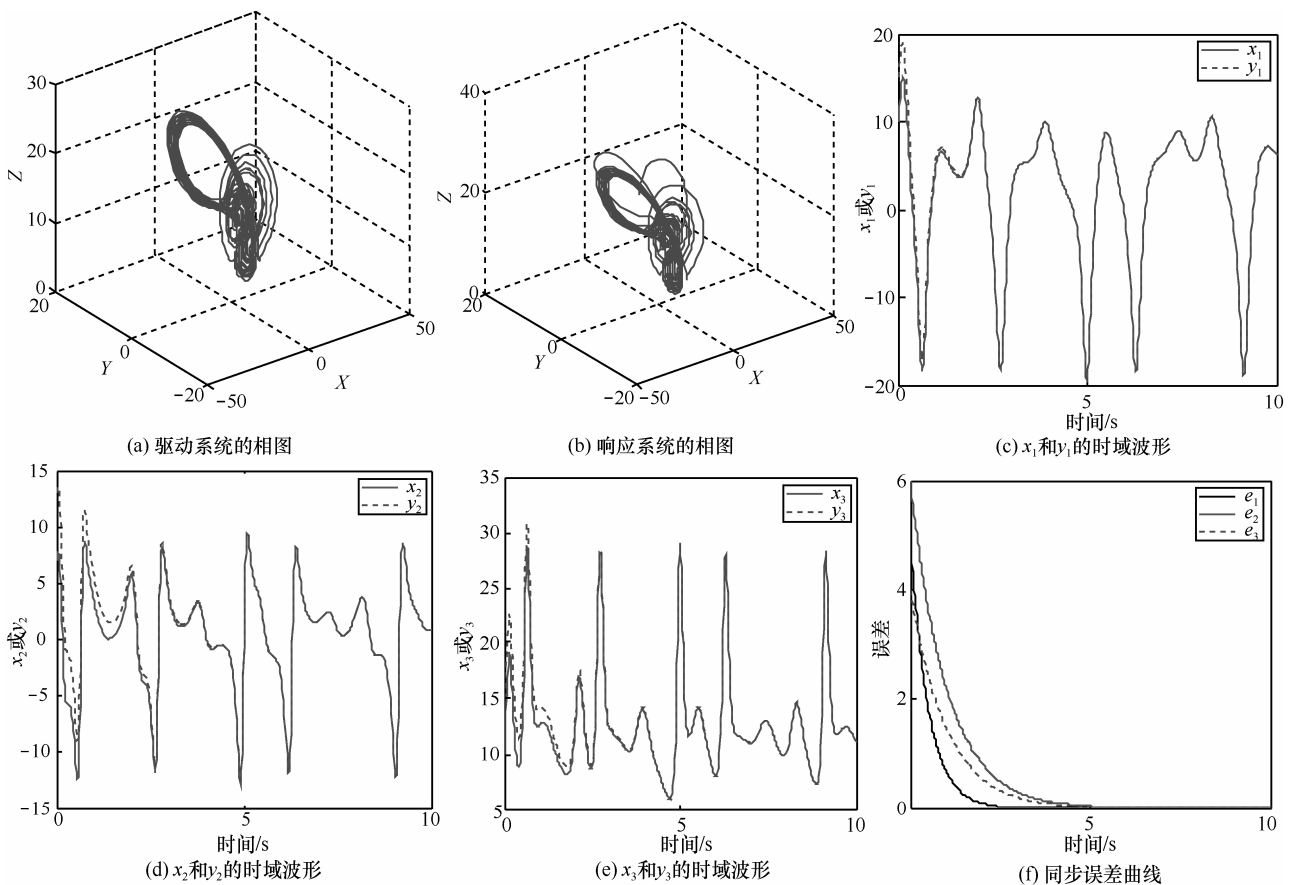 30
20
10
0
Z
20
0
-20
Y
-50
0
50
X
(a) 驱动系统的相图
40
20
0
Z
20
0
-20
Y
-50
0
50
X
(b) 响应系统的相图
20
10
0
-10
-20
x₁或y₁
x₁
y₁
0
5
10
时间/s
(c) x₁和y₁的时域波形
15
10
5
0
-5
-10
-15
x₂或y₂
x₂
y₂
0
5
10
时间/s
(d) x₂和y₂的时域波形
35
30
25
20
15
10
5
x₃或y₃
x₃
y₃
0
5
10
时间/s
(e) x₃和y₃的时域波形
6
4
2
0
误差
e₁
e₂
e₃
5
10
时间/s
(f) 同步误差曲线